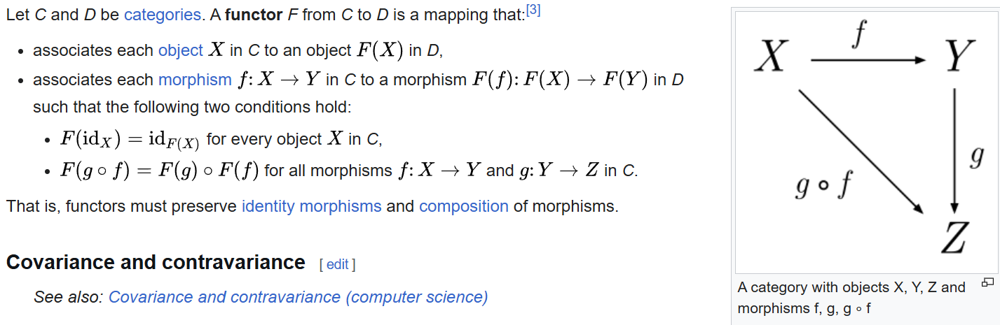 Let C and D be categories. A functor F from C to D is a mapping that:[3]
• associates each object X in C to an object F(X) in D,
• associates each morphism f: X → Y in C to a morphism F(f): F(X) → F(Y) in D
such that the following two conditions hold:
• F(id_X) = id_F(X) for every object X in C,
• F(g ∘ f) = F(g) ∘ F(f) for all morphisms f: X → Y and g: Y → Z in C.
That is, functors must preserve identity morphisms and composition of morphisms.
Covariance and contravariance [ edit ]
See also: Covariance and contravariance (computer science)
f
X Y
g
g ∘ f
Z
A category with objects X, Y, Z and
morphisms f, g, g ∘ f